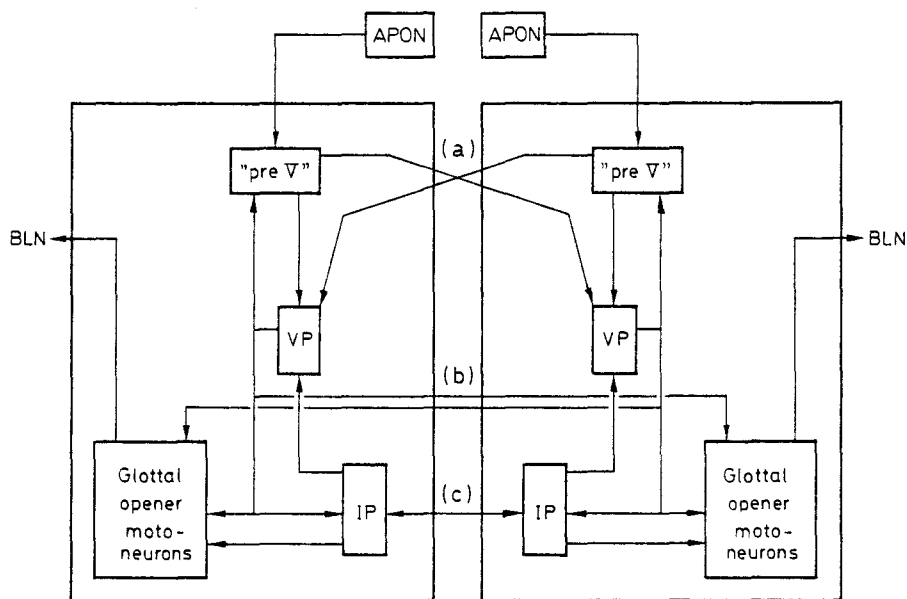 APON
APON
(a)
"pre V"
"pre V"
BLN
BLN
VP
VP
(b)
Glottal
opener
moto-
neurons
IP
(c)
IP
Glottal
opener
moto-
neurons